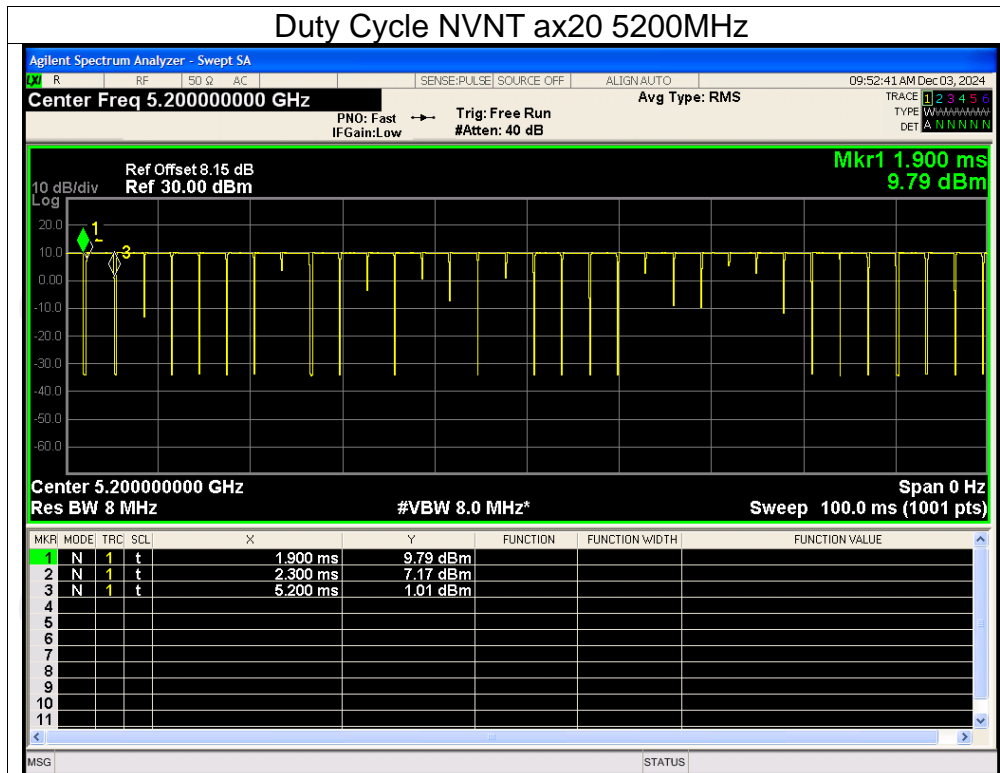 Duty Cycle NVNT ax20 5200MHz
Agilent Spectrum Analyzer - Swept SA
LXI R RF 50 Ω AC SENSE:PULSE SOURCE OFF ALIGN AUTO 09:52:41 AM Dec 03, 2024
Center Freq 5.200000000 GHz Avg Type: RMS TRACE 1 2 3 4 5 6
PNO: Fast Trig: Free Run TYPE WWWWWW
IFGain:Low #Atten: 40 dB DET A N N N N N
Mkr1 1.900 ms
Ref Offset 8.15 dB
10 dB/div Ref 30.00 dBm 9.79 dBm
Log
20.0
1
10.0
3
0.00
-10.0
-20.0
-30.0
-40.0
-50.0
-60.0
Center 5.200000000 GHz Span 0 Hz
Res BW 8 MHz #VBW 8.0 MHz* Sweep 100.0 ms (1001 pts)
MKR MODE TRC SCL X Y FUNCTION FUNCTION WIDTH FUNCTION VALUE
1 N 1 t 1.900 ms 9.79 dBm
2 N 1 t 2.300 ms 7.17 dBm
3 N 1 t 5.200 ms 1.01 dBm
4
5
6
7
8
9
10
11
MSG STATUS